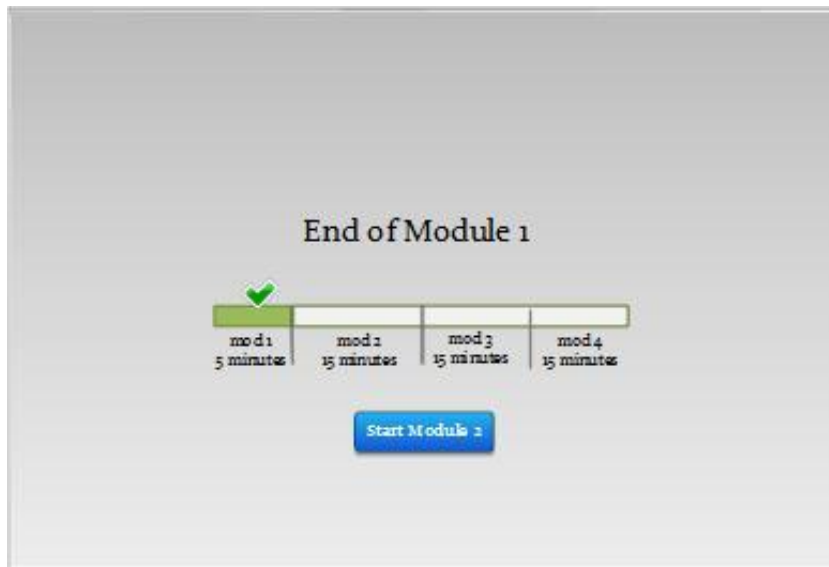 End of Module 1
mod 1
5 minutes
mod 2
15 minutes
mod 3
15 minutes
mod 4
15 minutes
Start Module 2